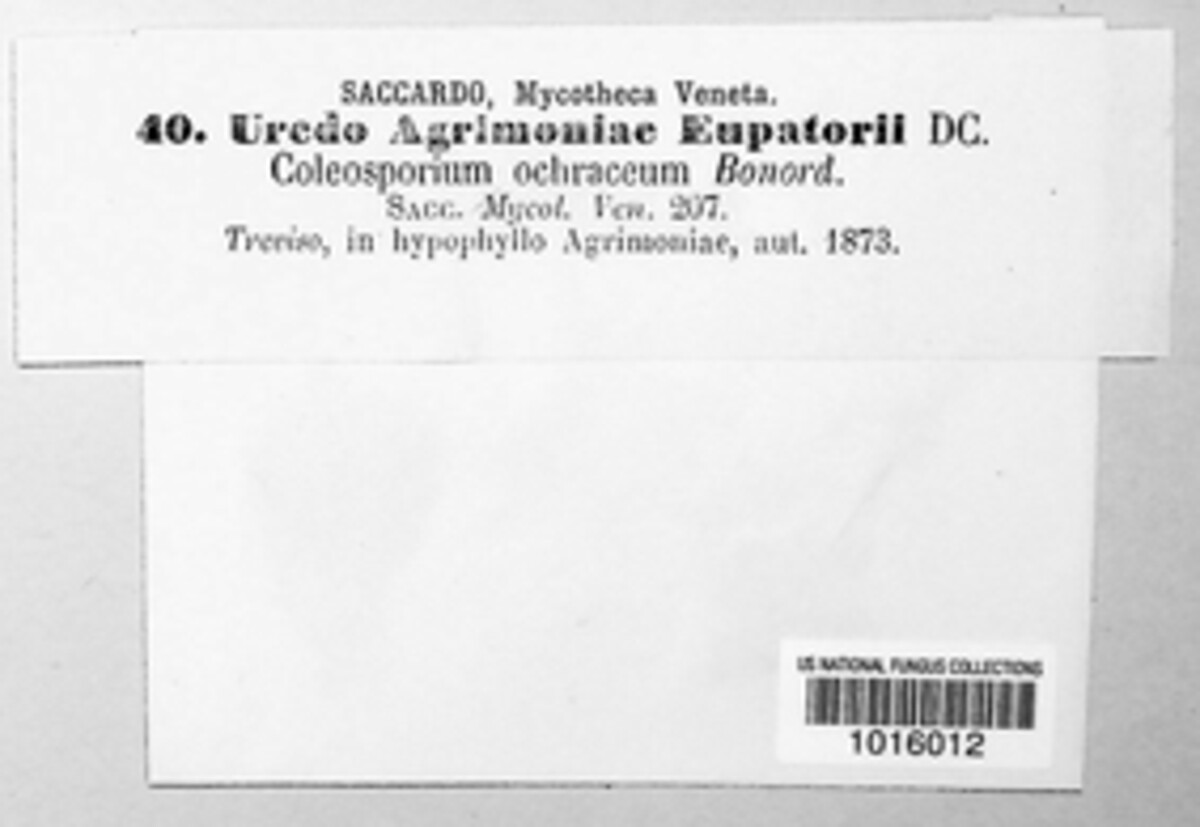 SACCARDO, Mycotheca Veneta.
40. Uredo Agrimoniae Eupatorii DC.
Coleosporium ochraceum Bonord.
SACC. Mycol. Ven. 207.
Treviso, in hypophyllo Agrimoniae, aut. 1873.
US NATIONAL FUNGUS COLLECTIONS
1016012